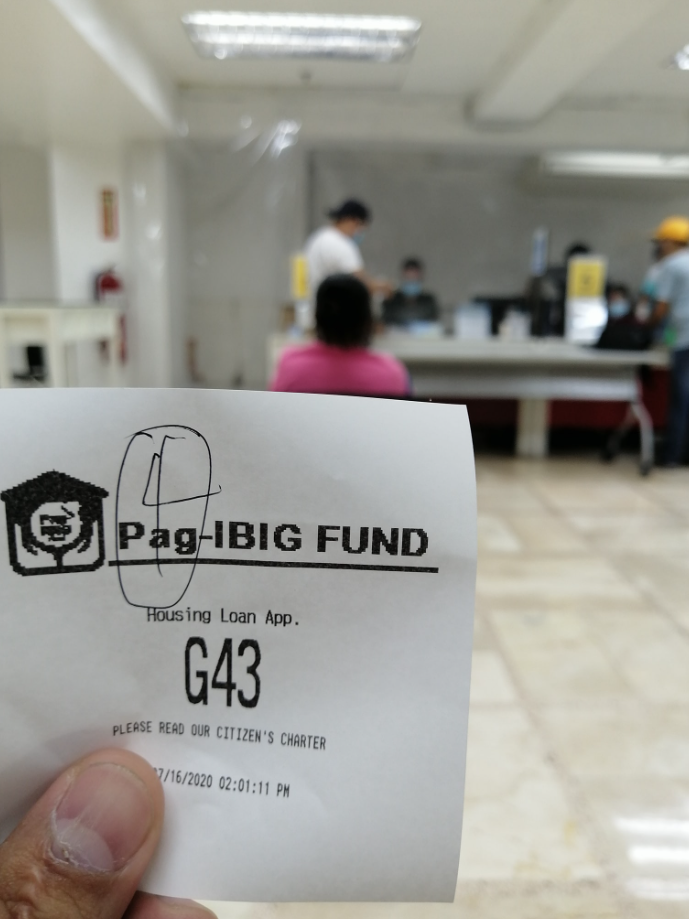 4
Pag-IBIG FUND
Housing Loan App.
G43
PLEASE READ OUR CITIZEN'S CHARTER
7/16/2020 02:01:11 PM